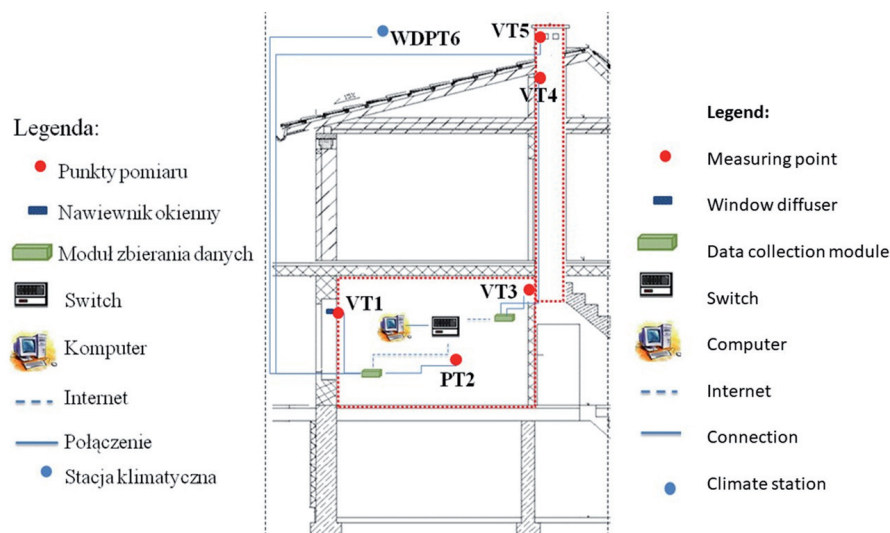 WDPT6
VT5
VT4
Legenda:
Punkty pomiaru
Nawiewnik okienny
Moduł zbierania danych
Switch
Komputer
Internet
Połączenie
Stacja klimatyczna
VT1
VT3
PT2
Legend:
Measuring point
Window diffuser
Data collection module
Switch
Computer
Internet
Connection
Climate station